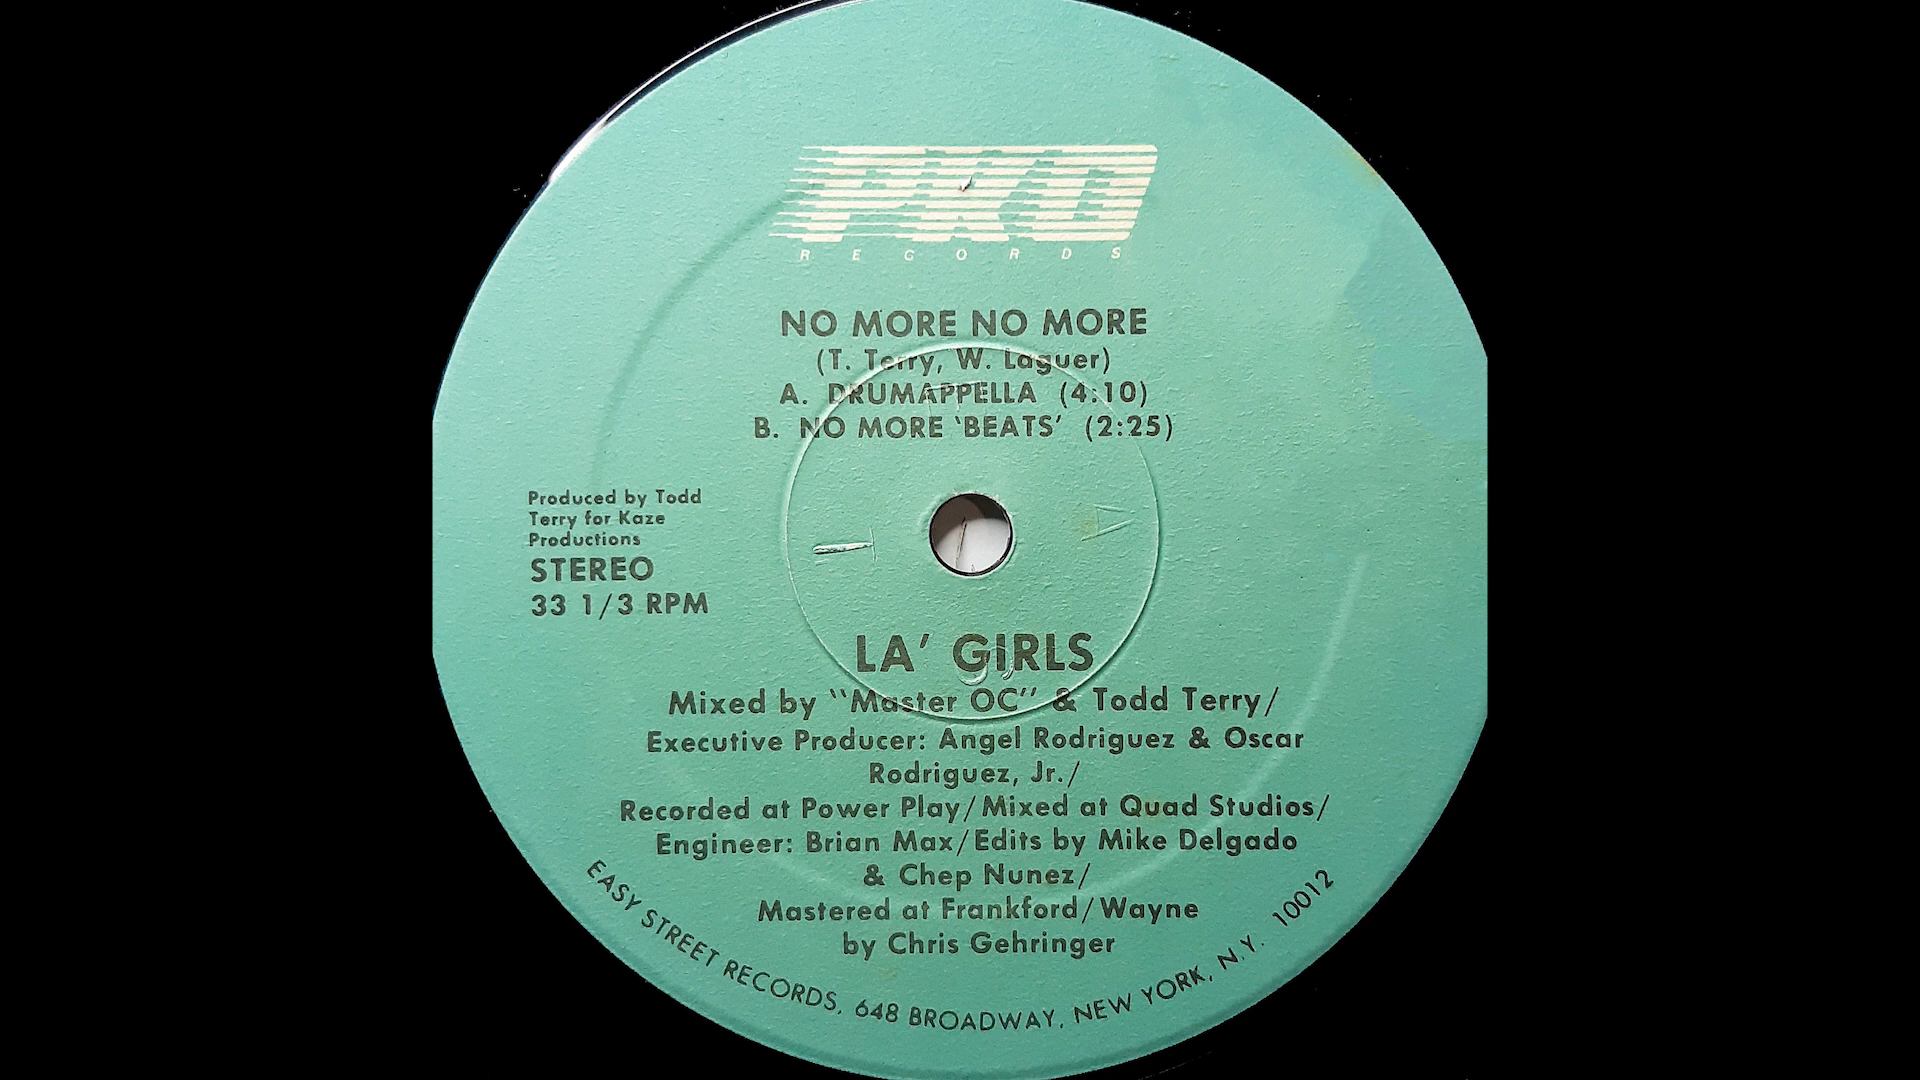 RECORDS
NO MORE NO MORE
(T. Terry, W. Laguer)
A. DRUMAPPELLA (4:10)
B. NO MORE 'BEATS' (2:25)
Produced by Todd
Terry for Kaze
Productions
STEREO
33 1/3 RPM
LA' GIRLS
Mixed by "Master OC" & Todd Terry/
Executive Producer: Angel Rodriguez & Oscar
Rodriguez, Jr./
Recorded at Power Play/Mixed at Quad Studios/
Engineer: Brian Max/Edits by Mike Delgado
& Chep Nunez/
Mastered at Frankford/Wayne
by Chris Gehringer
EASY STREET RECORDS, 648 BROADWAY, NEW YORK, N.Y. 10012